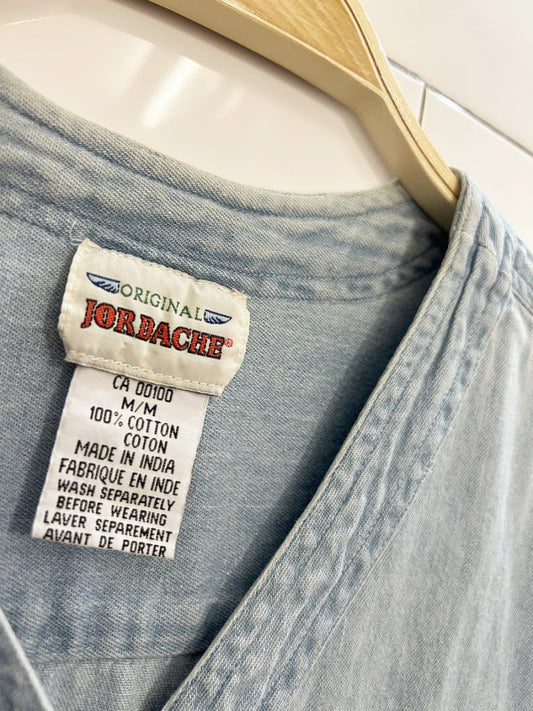 ORIGINAL
JORDACHE®
CA 00100
M/M
100% COTTON
COTON
MADE IN INDIA
FABRIQUE EN INDE
WASH SEPARATELY
BEFORE WEARING
LAVER SEPAREMENT
AVANT DE PORTER